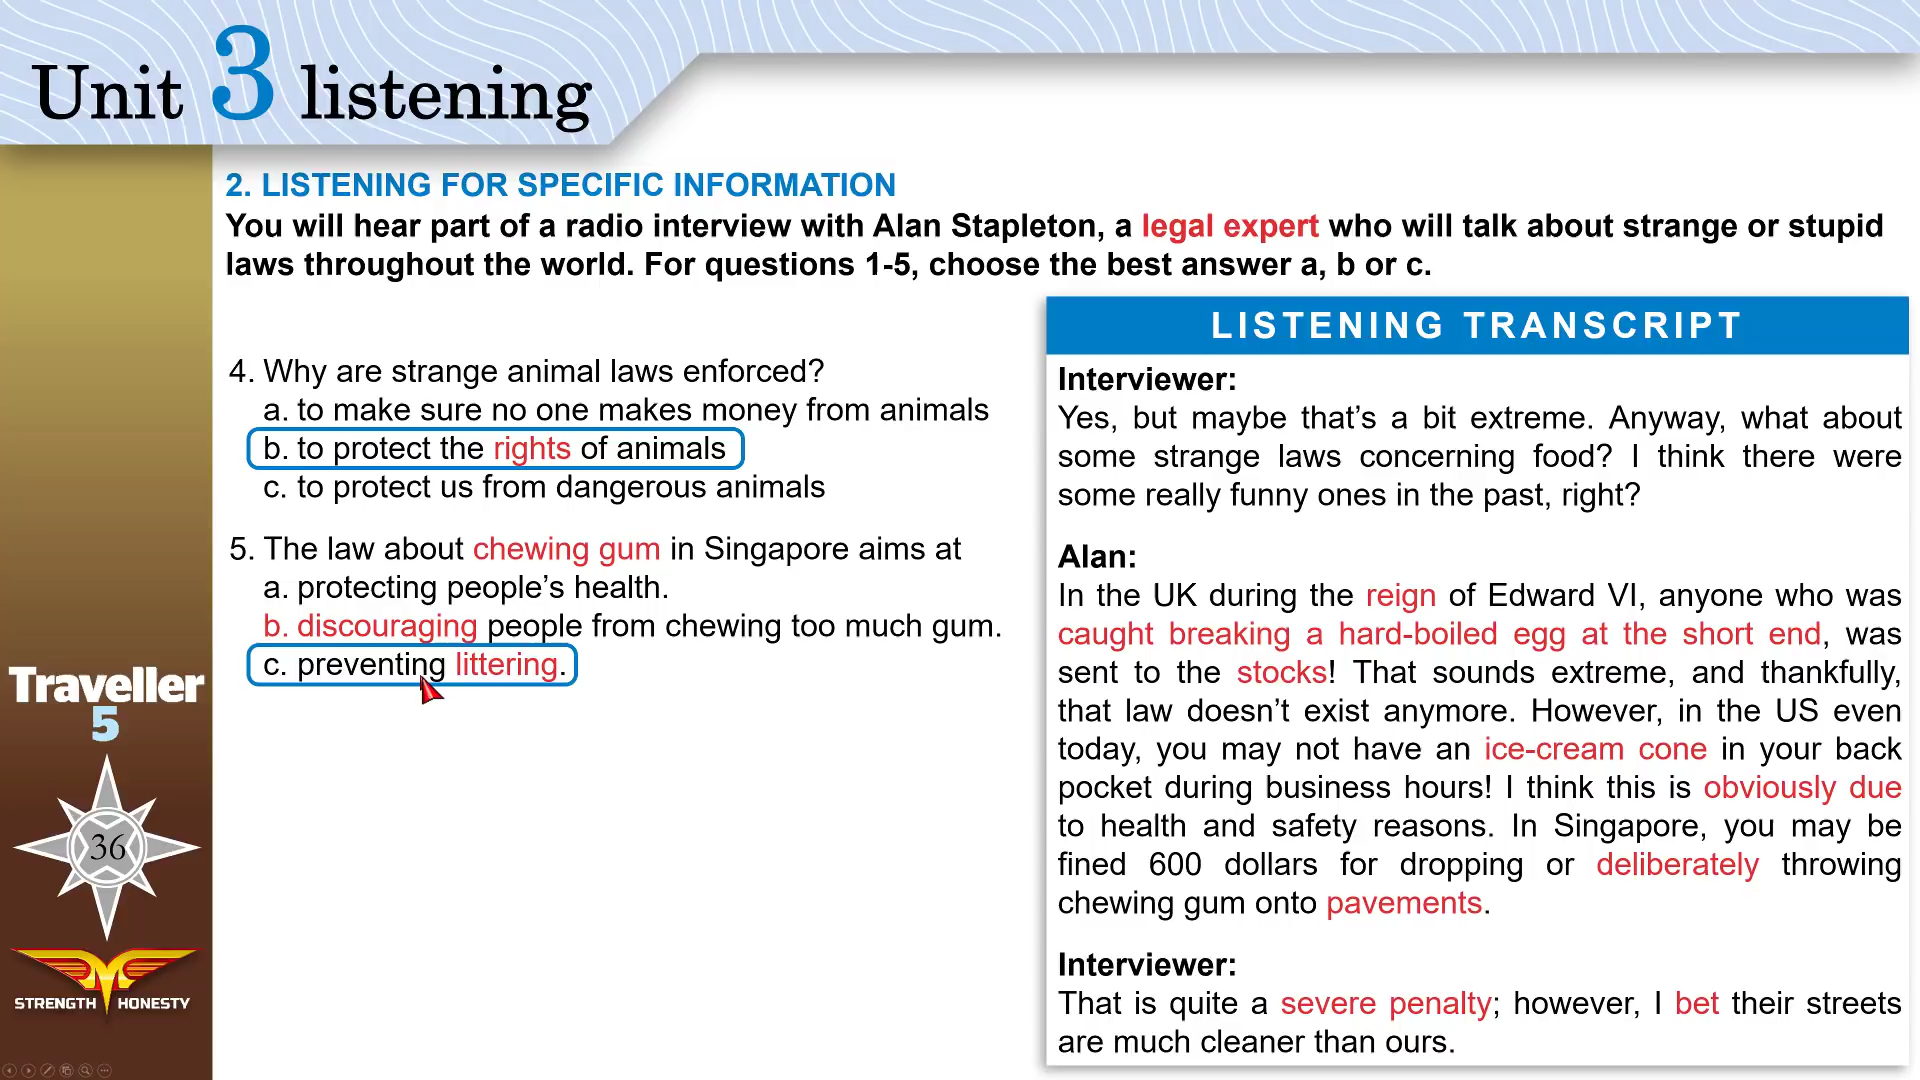 Unit 3 listening
2. LISTENING FOR SPECIFIC INFORMATION
You will hear part of a radio interview with Alan Stapleton, a legal expert who will talk about strange or stupid
laws throughout the world. For questions 1-5, choose the best answer a, b or c.
4. Why are strange animal laws enforced?
a. to make sure no one makes money from animals
b. to protect the rights of animals
c. to protect us from dangerous animals
5. The law about chewing gum in Singapore aims at
a. protecting people’s health.
b. discouraging people from chewing too much gum.
c. preventing littering.
LISTENING TRANSCRIPT
Interviewer:
Yes, but maybe that’s a bit extreme. Anyway, what about
some strange laws concerning food? I think there were
some really funny ones in the past, right?
Alan:
In the UK during the reign of Edward VI, anyone who was
caught breaking a hard-boiled egg at the short end, was
sent to the stocks! That sounds extreme, and thankfully,
that law doesn’t exist anymore. However, in the US even
today, you may not have an ice-cream cone in your back
pocket during business hours! I think this is obviously due
to health and safety reasons. In Singapore, you may be
fined 600 dollars for dropping or deliberately throwing
chewing gum onto pavements.
Interviewer:
That is quite a severe penalty; however, I bet their streets
are much cleaner than ours.
Traveller
5
36
STRENGTH HONESTY